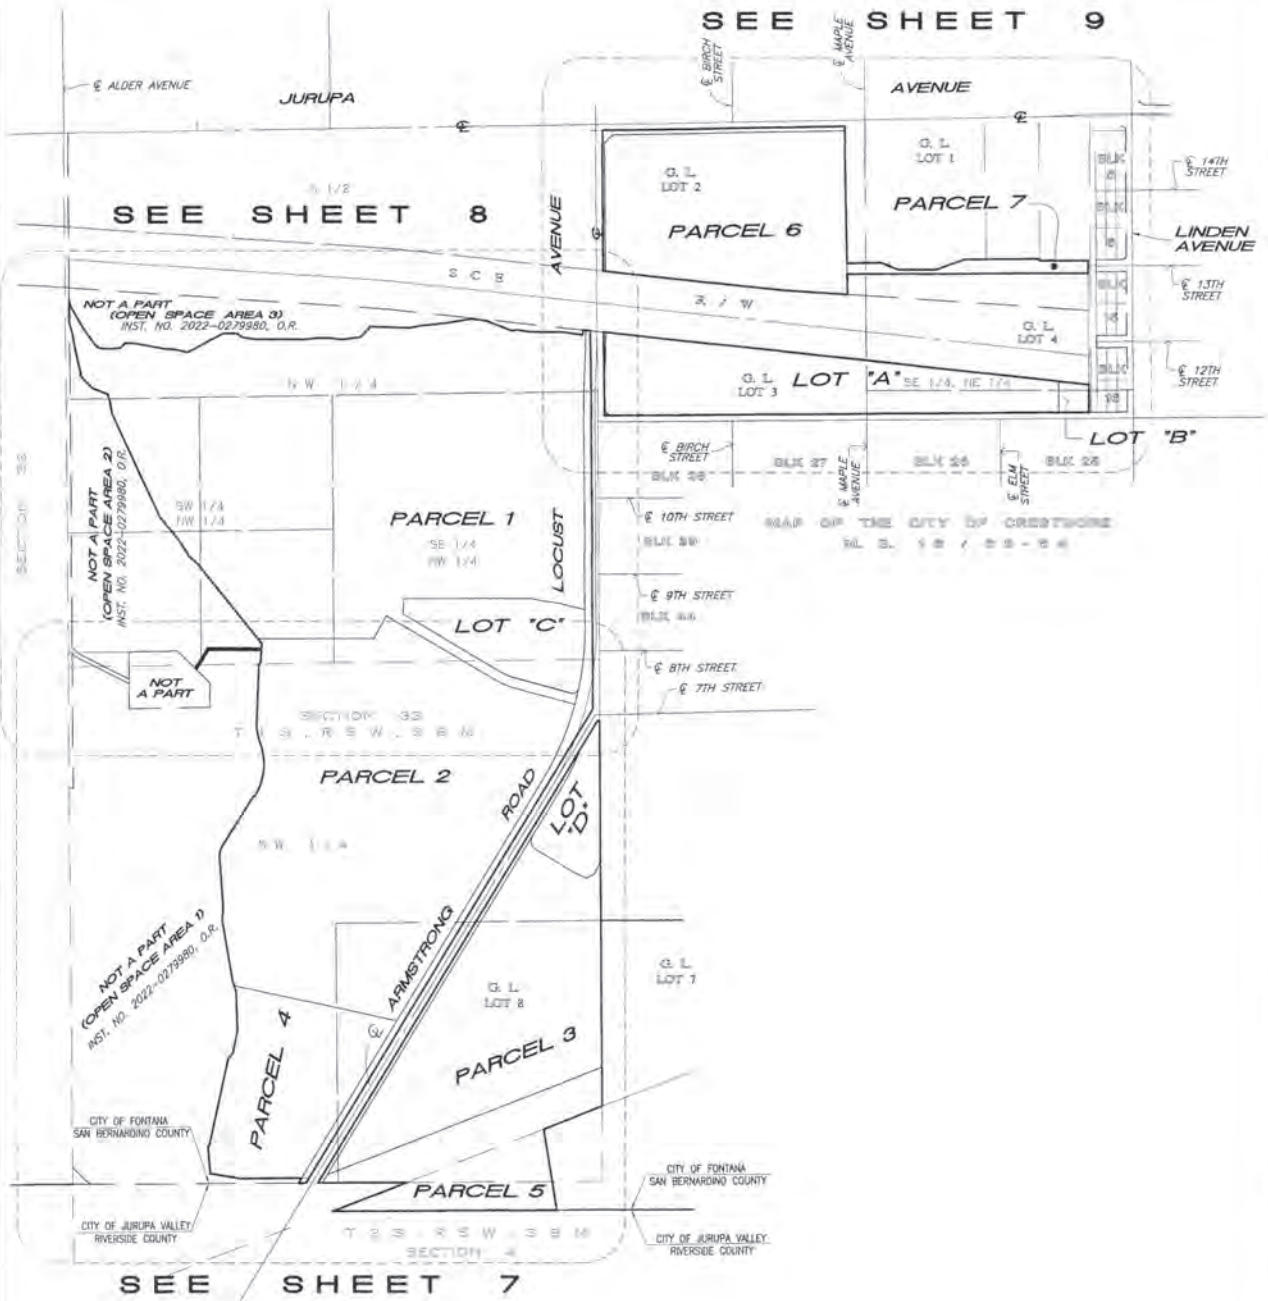 SEE SHEET 9
℄ ALDER AVENUE
JURUPA
℄
℄ BIRCH
STREET
℄ MAPLE
AVENUE
AVENUE
℄
G. L.
LOT 1
BLK
℄ 14TH
STREET
G. L.
LOT 2
SEE SHEET 8
AVENUE
℄
PARCEL 6
PARCEL 7
BLK
LINDEN
AVENUE
S C E
R / W
℄ 13TH
STREET
BLK
NOT A PART
(OPEN SPACE AREA 3)
INST. NO. 2022-0279980, O.R.
G. L.
LOT 4
℄ 12TH
STREET
BLK
N W 1/4
G. L.
LOT 3
LOT "A"
SE 1/4, NE 1/4
LOT "B"
℄ BIRCH
STREET
BLK 27
℄ MAPLE
AVENUE
BLK 26
℄ ELM
STREET
BLK 25
BLK 28
NOT A PART
(OPEN SPACE AREA 2)
INST. NO. 2022-0279980, O.R.
SW 1/4
NW 1/4
PARCEL 1
SE 1/4
NW 1/4
LOCUST
℄ 10TH STREET
MAP OF THE CITY OF CRESTMORE
℄ 9TH STREET
LOT "C"
℄ 8TH STREET
℄ 7TH STREET
NOT
A PART
SECTION 33
PARCEL 2
ROAD
LOT
"D"
ARMSTRONG
NOT A PART
(OPEN SPACE AREA 1)
INST. NO. 2022-0279980, O.R.
G. L.
LOT 7
G. L.
LOT 8
℄
PARCEL 4
PARCEL 3
CITY OF FONTANA
SAN BERNARDINO COUNTY
CITY OF JURUPA VALLEY
RIVERSIDE COUNTY
PARCEL 5
CITY OF FONTANA
SAN BERNARDINO COUNTY
CITY OF JURUPA VALLEY
RIVERSIDE COUNTY
T 2 S . R 5 W . S B M
SECTION 4
SEE SHEET 7